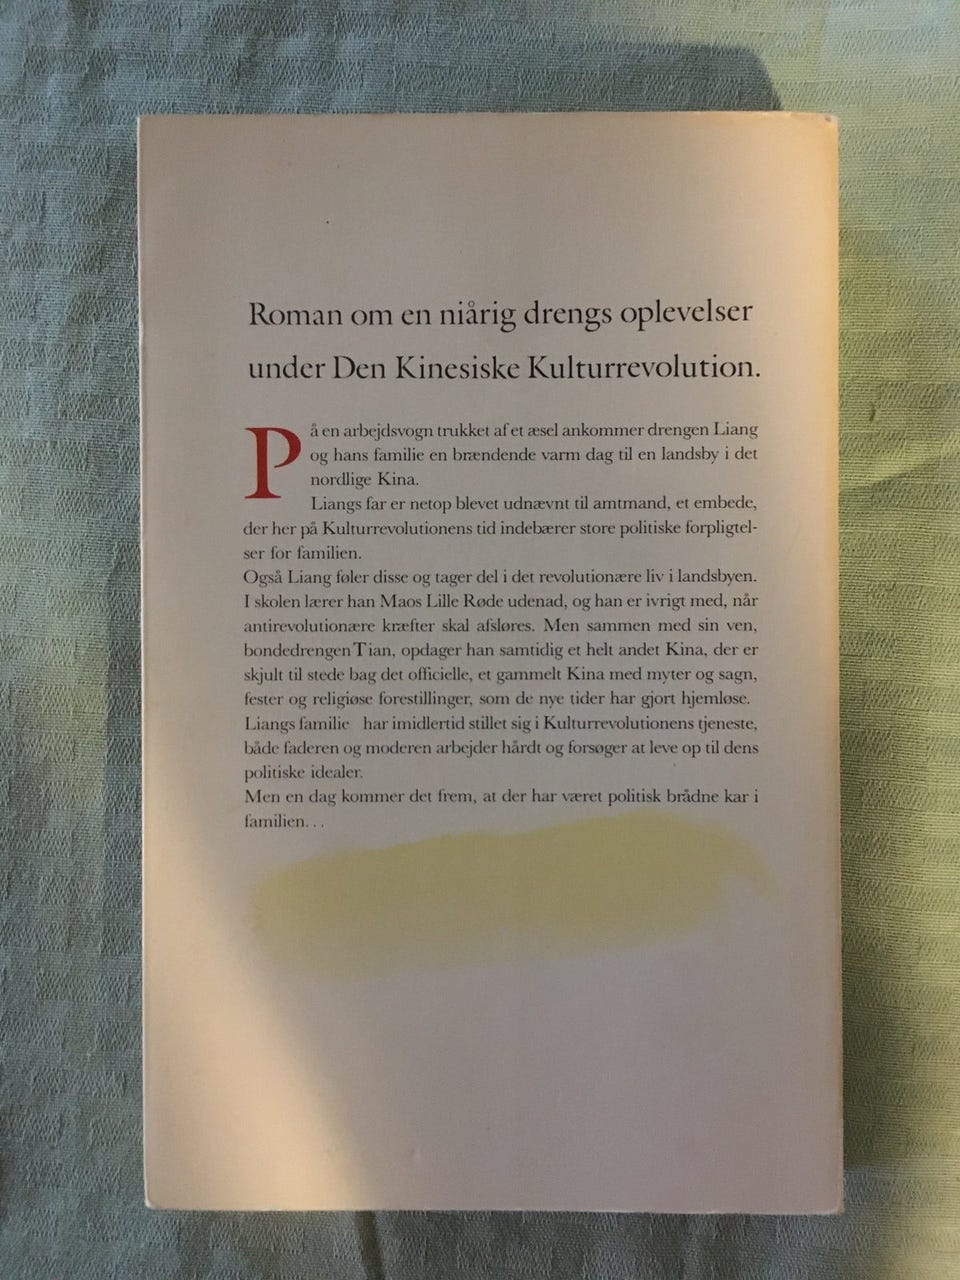 Roman om en niårig drengs oplevelser
under Den Kinesiske Kulturrevolution.
På en arbejdsvogn trukket af et æsel ankommer drengen Liang
og hans familie en brændende varm dag til en landsby i det
nordlige Kina.
Liangs far er netop blevet udnævnt til amtmand, et embede,
der her på Kulturrevolutionens tid indebærer store politiske forpligtel-
ser for familien.
Også Liang føler disse og tager del i det revolutionære liv i landsbyen.
I skolen lærer han Maos Lille Røde udenad, og han er ivrigt med, når
antirevolutionære kræfter skal afsløres. Men sammen med sin ven,
bondedrengen Tian, opdager han samtidig et helt andet Kina, der er
skjult til stede bag det officielle, et gammelt Kina med myter og sagn,
fester og religiøse forestillinger, som de nye tider har gjort hjemløse.
Liangs familie har imidlertid stillet sig i Kulturrevolutionens tjeneste,
både faderen og moderen arbejder hårdt og forsøger at leve op til dens
politiske idealer.
Men en dag kommer det frem, at der har været politisk brådne kar i
familien. . .